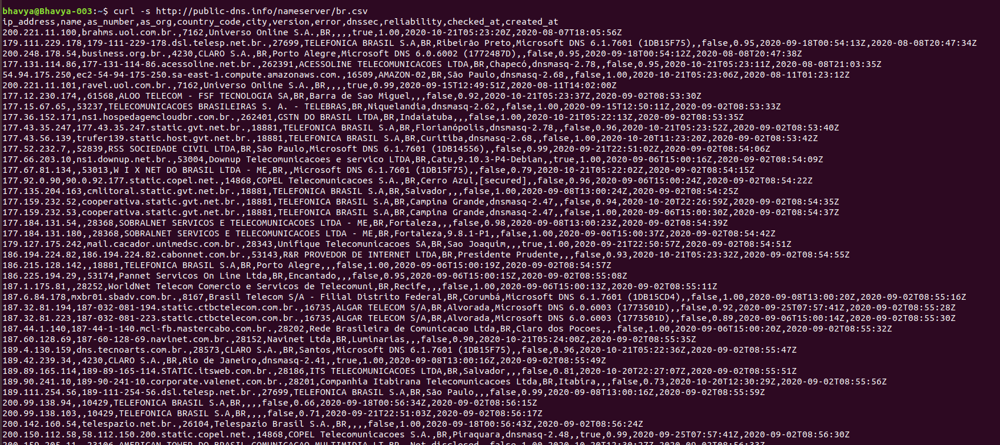 bhavya@Bhavya-003:~$ curl -s http://public-dns.info/nameserver/br.csv
ip_address,name,as_number,as_org,country_code,city,version,error,dnssec,reliability,checked_at,created_at
200.221.11.100,brahms.uol.com.br.,7162,Universo Online S.A.,BR,,,,true,1.00,2020-10-21T05:23:20Z,2020-08-07T18:05:56Z
179.111.229.178,179-111-229-178.dsl.telesp.net.br.,27699,TELEFONICA BRASIL S.A,BR,Ribeirão Preto,Microsoft DNS 6.1.7601 (1DB15F75),,false,0.95,2020-09-18T00:54:13Z,2020-08-08T20:47:34Z
200.248.178.54,business.org.br.,4230,CLARO S.A.,BR,Porto Alegre,Microsoft DNS 6.0.6002 (1772487D),,false,0.95,2020-09-18T00:54:12Z,2020-08-08T20:47:38Z
177.131.114.86,177-131-114-86.acessoline.net.br.,262391,ACESSOLINE TELECOMUNICACOES LTDA,BR,Chapecó,dnsmasq-2.78,,false,0.95,2020-10-21T05:23:11Z,2020-08-08T21:03:35Z
54.94.175.250,ec2-54-94-175-250.sa-east-1.compute.amazonaws.com.,16509,AMAZON-02,BR,São Paulo,dnsmasq-2.68,,false,1.00,2020-10-21T05:23:06Z,2020-08-11T01:23:12Z
200.221.11.101,ravel.uol.com.br.,7162,Universo Online S.A.,BR,,,,true,0.99,2020-09-15T12:49:51Z,2020-08-11T14:02:00Z
177.12.230.174,,61568,ALOO TELECOM - FSF TECNOLOGIA SA,BR,Barra de Sao Miguel,,,false,0.92,2020-10-21T05:23:37Z,2020-09-02T08:53:30Z
177.15.67.65,,53237,TELECOMUNICACOES BRASILEIRAS S. A. - TELEBRAS,BR,Niquelandia,dnsmasq-2.62,,false,1.00,2020-09-15T12:50:11Z,2020-09-02T08:53:33Z
177.36.152.171,ns1.hospedagemcloudbr.com.br.,262401,GSTN DO BRASIL LTDA,BR,Indaiatuba,,,false,1.00,2020-10-21T05:22:13Z,2020-09-02T08:53:35Z
177.43.35.247,177.43.35.247.static.gvt.net.br.,18881,TELEFONICA BRASIL S.A,BR,Florianópolis,dnsmasq-2.78,,false,0.96,2020-10-21T05:23:52Z,2020-09-02T08:53:40Z
177.43.56.139,trufer139.static.host.gvt.net.br.,18881,TELEFONICA BRASIL S.A,BR,Curitiba,dnsmasq-2.68,,false,1.00,2020-10-20T11:23:20Z,2020-09-02T08:53:42Z
177.52.232.7,,52839,RSS SOCIEDADE CIVIL LTDA,BR,São Paulo,Microsoft DNS 6.1.7601 (1DB14556),,false,0.99,2020-09-21T22:51:02Z,2020-09-02T08:54:06Z
177.66.203.10,ns1.downup.net.br.,53004,Downup Telecomunicacoes e servico LTDA,BR,Catu,9.10.3-P4-Debian,,true,1.00,2020-09-06T15:00:16Z,2020-09-02T08:54:09Z
177.67.81.134,,53013,W I X NET DO BRASIL LTDA - ME,BR,,Microsoft DNS 6.1.7601 (1DB15F75),,false,0.79,2020-10-21T05:22:02Z,2020-09-02T08:54:15Z
177.92.0.90,90.0.92.177.static.copel.net.,14868,COPEL Telecomunicacoes S.A.,BR,Cerro Azul,[secured],,false,0.96,2020-09-06T15:00:24Z,2020-09-02T08:54:22Z
177.135.204.163,cmlitoral.static.gvt.net.br.,18881,TELEFONICA BRASIL S.A,BR,Salvador,,,false,1.00,2020-09-08T13:00:24Z,2020-09-02T08:54:25Z
177.159.232.52,cooperativa.static.gvt.net.br.,18881,TELEFONICA BRASIL S.A,BR,Campina Grande,dnsmasq-2.47,,false,0.94,2020-10-20T22:26:59Z,2020-09-02T08:54:35Z
177.159.232.53,cooperativa.static.gvt.net.br.,18881,TELEFONICA BRASIL S.A,BR,Campina Grande,dnsmasq-2.47,,false,1.00,2020-09-06T15:00:30Z,2020-09-02T08:54:37Z
177.184.131.54,,28368,SOBRALNET SERVICOS E TELECOMUNICACOES LTDA - ME,BR,Fortaleza,,,false,0.98,2020-09-08T13:00:23Z,2020-09-02T08:54:39Z
177.184.131.180,,28368,SOBRALNET SERVICOS E TELECOMUNICACOES LTDA - ME,BR,Fortaleza,9.8.1-P1,,false,1.00,2020-09-06T15:00:37Z,2020-09-02T08:54:42Z
179.127.175.242,mail.cacador.unimedsc.com.br.,28343,Unifique Telecomunicacoes SA,BR,Sao Joaquim,,,true,1.00,2020-09-21T22:50:57Z,2020-09-02T08:54:51Z
186.194.224.82,186.194.224.82.cabonnet.com.br.,53143,R&R PROVEDOR DE INTERNET LTDA,BR,Presidente Prudente,,,false,0.93,2020-10-21T05:23:32Z,2020-09-02T08:54:55Z
186.215.128.142,,18881,TELEFONICA BRASIL S.A,BR,Porto Alegre,,,false,1.00,2020-09-06T15:00:19Z,2020-09-02T08:54:57Z
186.225.194.29,,53174,Pannet Servicos On Line Ltda,BR,Encantado,,,false,0.95,2020-09-06T15:00:15Z,2020-09-02T08:55:08Z
187.1.175.81,,28252,WorldNet Telecom Comercio e Servicos de Telecomuni,BR,Recife,,,false,1.00,2020-09-06T15:00:13Z,2020-09-02T08:55:11Z
187.6.84.178,mxbr01.sbadv.com.br.,8167,Brasil Telecom S/A - Filial Distrito Federal,BR,Corumbá,Microsoft DNS 6.1.7601 (1DB15CD4),,false,1.00,2020-09-08T13:00:20Z,2020-09-02T08:55:16Z
187.32.81.194,187-032-081-194.static.ctbctelecom.com.br.,16735,ALGAR TELECOM S/A,BR,Alvorada,Microsoft DNS 6.0.6003 (1773501D),,false,0.92,2020-09-25T07:57:41Z,2020-09-02T08:55:28Z
187.32.81.223,187-032-081-223.static.ctbctelecom.com.br.,16735,ALGAR TELECOM S/A,BR,Alvorada,Microsoft DNS 6.0.6003 (1773501D),,false,0.89,2020-09-06T15:00:14Z,2020-09-02T08:55:30Z
187.44.1.140,187-44-1-140.mcl-fb.mastercabo.com.br.,28202,Rede Brasileira de Comunicacao Ltda,BR,Claro dos Pocoes,,,false,1.00,2020-09-06T15:00:20Z,2020-09-02T08:55:32Z
187.60.128.69,187-60-128-69.navinet.com.br.,28152,Navinet Ltda,BR,Luminarias,,,false,0.90,2020-10-21T05:24:00Z,2020-09-02T08:55:35Z
189.4.130.159,dns.tecnoarts.com.br.,28573,CLARO S.A.,BR,Santos,Microsoft DNS 6.1.7601 (1DB15F75),,false,0.96,2020-10-21T05:22:36Z,2020-09-02T08:55:47Z
189.42.239.34,,4230,CLARO S.A.,BR,Rio de Janeiro,dnsmasq-2.41,,true,1.00,2020-09-08T13:00:16Z,2020-09-02T08:55:49Z
189.89.165.114,189-89-165-114.STATIC.itsweb.com.br.,28186,ITS TELECOMUNICACOES LTDA,BR,Salvador,,,false,0.81,2020-10-20T22:27:07Z,2020-09-02T08:55:51Z
189.90.241.10,189-90-241-10.corporate.valenet.com.br.,28201,Companhia Itabirana Telecomunicacoes Ltda,BR,Itabira,,,false,0.73,2020-10-20T12:30:29Z,2020-09-02T08:55:56Z
189.111.254.56,189-111-254-56.dsl.telesp.net.br.,27699,TELEFONICA BRASIL S.A,BR,São Paulo,,,false,0.99,2020-09-08T13:00:16Z,2020-09-02T08:55:59Z
200.99.138.94,,10429,TELEFONICA BRASIL S.A,BR,,,,false,0.66,2020-09-18T00:56:34Z,2020-09-02T08:56:15Z
200.99.138.103,,10429,TELEFONICA BRASIL S.A,BR,,,,false,0.71,2020-09-21T22:51:03Z,2020-09-02T08:56:17Z
200.142.160.54,telespazio.net.br.,26104,Telespazio Brasil S.A.,BR,,,,false,1.00,2020-09-18T00:56:43Z,2020-09-02T08:56:24Z
200.150.112.58,58.112.150.200.static.copel.net.,14868,COPEL Telecomunicacoes S.A.,BR,Piraquara,dnsmasq-2.48,,true,0.99,2020-09-25T07:57:41Z,2020-09-02T08:56:30Z
200.159.205.11,,23106,AMERICAN TOWER DO BRASIL-COMUNICACAO MULTIMIDIA LT,BR,,Not disclosed,,false,1.00,2020-10-20T12:30:27Z,2020-09-02T08:56:33Z